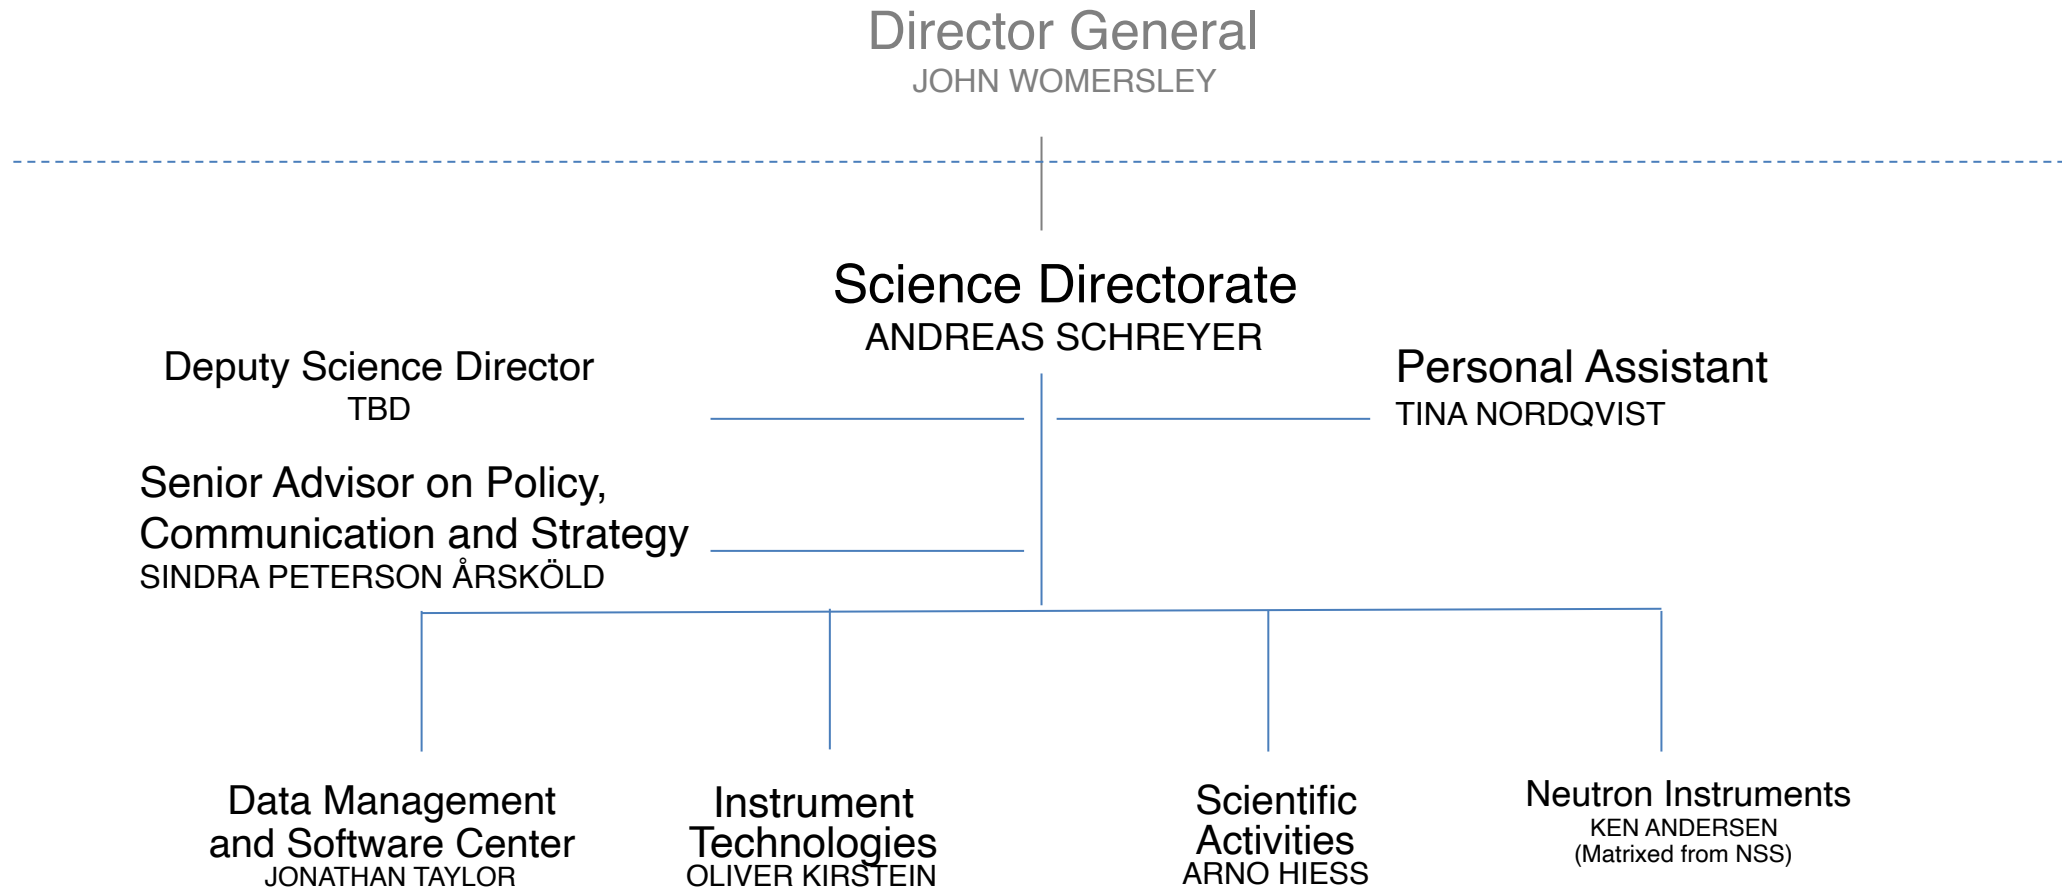 Director General
JOHN WOMERSLEY
Science Directorate
ANDREAS SCHREYER
Deputy Science Director
TBD
Personal Assistant
TINA NORDQVIST
Senior Advisor on Policy,
Communication and Strategy
SINDRA PETERSON ÅRSKÖLD
Data Management
and Software Center
JONATHAN TAYLOR
Instrument
Technologies
OLIVER KIRSTEIN
Scientific
Activities
ARNO HIESS
Neutron Instruments
KEN ANDERSEN
(Matrixed from NSS)